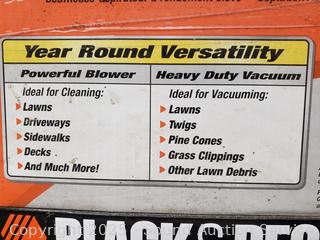 Year Round Versatility
Powerful Blower
Ideal for Cleaning:
Lawns
Driveways
Sidewalks
Decks
And Much More!
Heavy Duty Vacuum
Ideal for Vacuuming:
Lawns
Twigs
Pine Cones
Grass Clippings
Other Lawn Debris